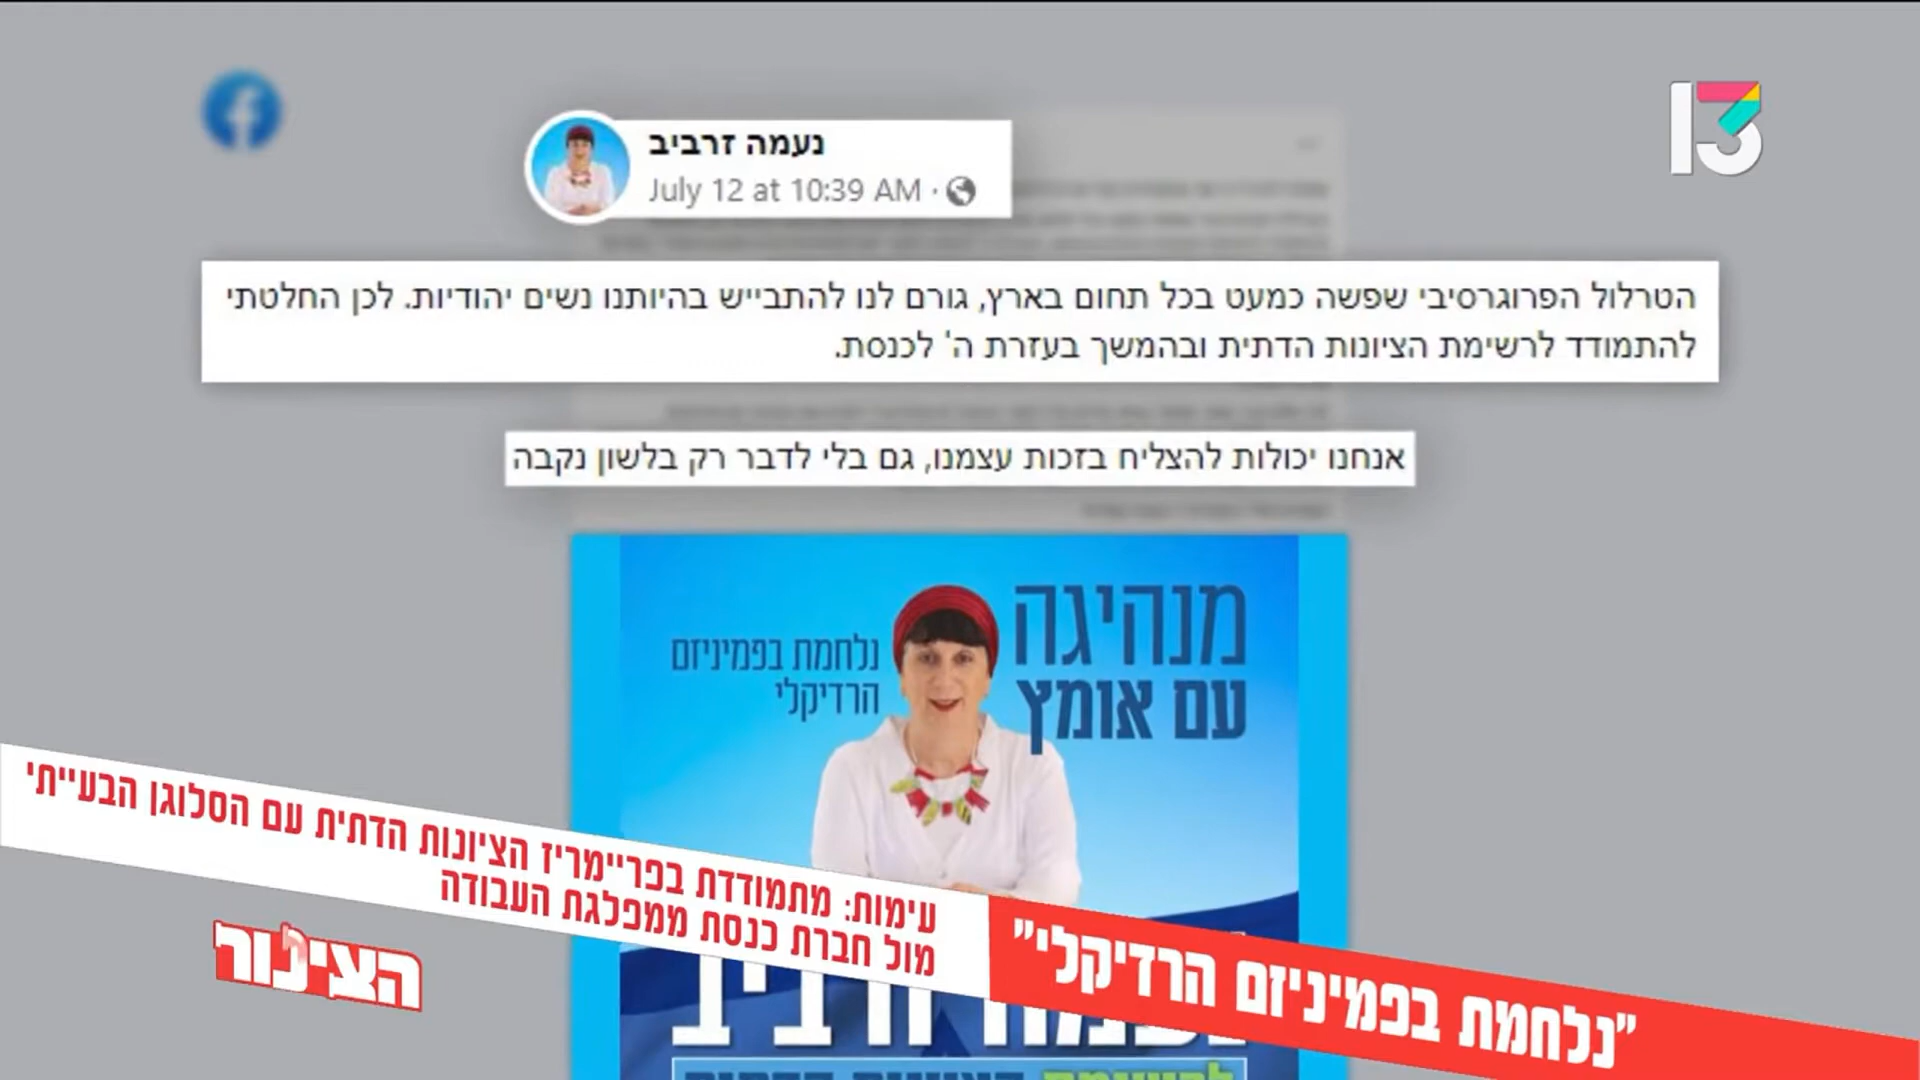 13
נעמה זרביב
July 12 at 10:39 AM
הטרלול הפרוגרסיבי שפשה כמעט בכל תחום בארץ, גורם לנו להתבייש בהיותנו נשים יהודיות. לכן החלטתי
להתמודד לרשימת הציונות הדתית ובהמשך בעזרת ה' לכנסת.
אנחנו יכולות להצליח בזכות עצמנו, גם בלי לדבר רק בלשון נקבה
מנהיגה
עם אומץ
נלחמת בפמיניזם
הרדיקלי
"נלחמת בפמיניזם הרדיקלי"
עימות: מתמודדת בפריימריז הציונות הדתית עם הסלוגן הבעייתי
מול חברת כנסת ממפלגת העבודה
הצינור